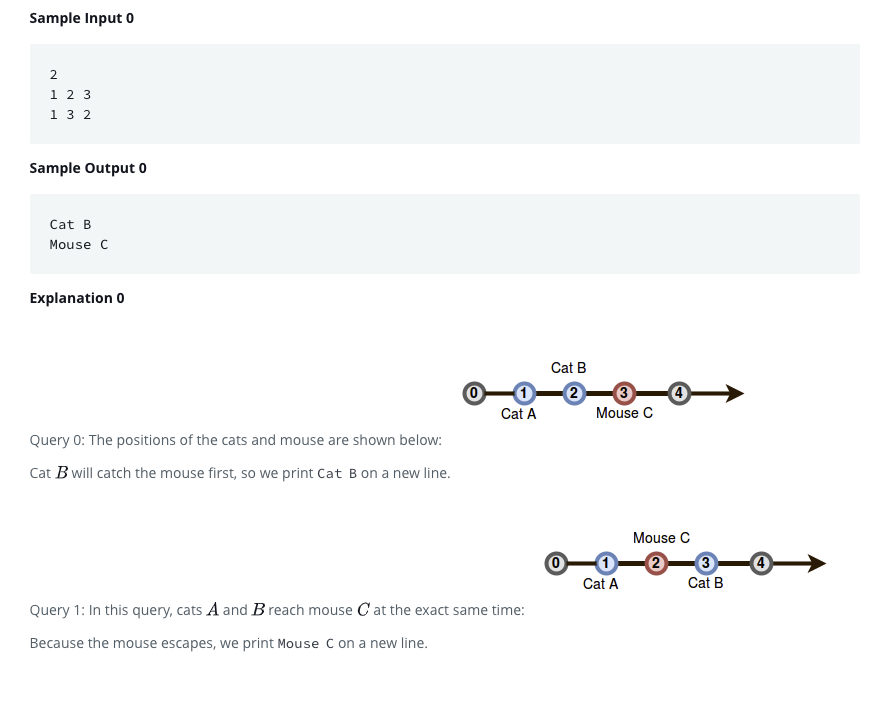 Sample Input 0
2
1 2 3
1 3 2
Sample Output 0
Cat B
Mouse C
Explanation 0
Cat B
0 1 2 3 4
Cat A Mouse C
Query 0: The positions of the cats and mouse are shown below:
Cat B will catch the mouse first, so we print Cat B on a new line.
Mouse C
0 1 2 3 4
Cat A Cat B
Query 1: In this query, cats A and B reach mouse C at the exact same time:
Because the mouse escapes, we print Mouse C on a new line.